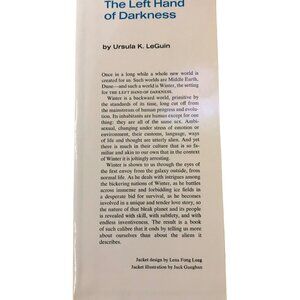 The Left Hand
of Darkness
by Ursula K. LeGuin
Once in a long while a whole new world is
created for us. Such worlds are Middle Earth,
Dune—and such a world is Winter, the setting
for THE LEFT HAND OF DARKNESS.
Winter is a backward world, primitive by
the standards of its time, long cut off from
the mainstream of human progress and evo-
lution. Its inhabitants are human except for one
thing: they are all of the same sex. Ambi-
sexual, changing under stress of emotion or
environment, their customs, language, ways
of life and thought are utterly alien. And yet
there is much in their culture that is so fa-
miliar and akin to our own that in the context
of Winter it is jeltingly arresting.
Winter is shown to us through the eyes of
the first envoy from the galaxy outside, from
normal life. As he deals with intrigues among
the bickering nations of Winter, as he battles
across immense and forbidding ice fields in
a desperate bid for survival, as he becomes
involved in a unique and tender love story, so
the nature of that bleak planet and its people
is revealed with skill, with subtlety, and with
endless inventiveness. The result is a book
of such calibre that it ends by telling us more
about ourselves than about the aliens it
describes.
Jacket design by Lena Fong Lueg
Jacket illustration by Jack Gaughan